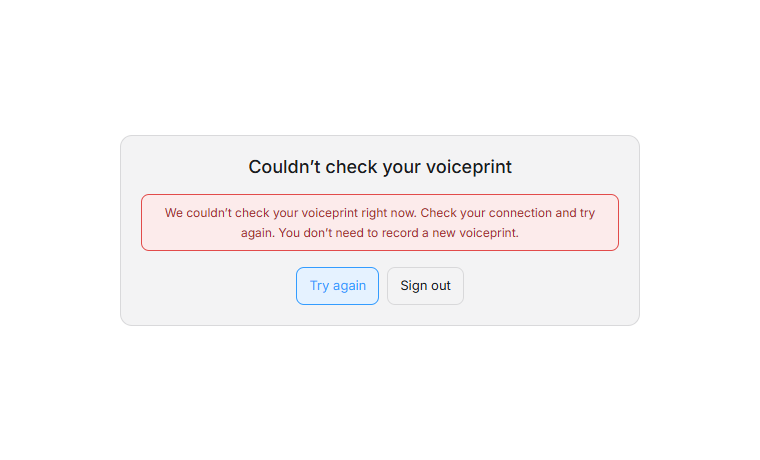 Couldn’t check your voiceprint
We couldn’t check your voiceprint right now. Check your connection and try
again. You don’t need to record a new voiceprint.
Try again
Sign out